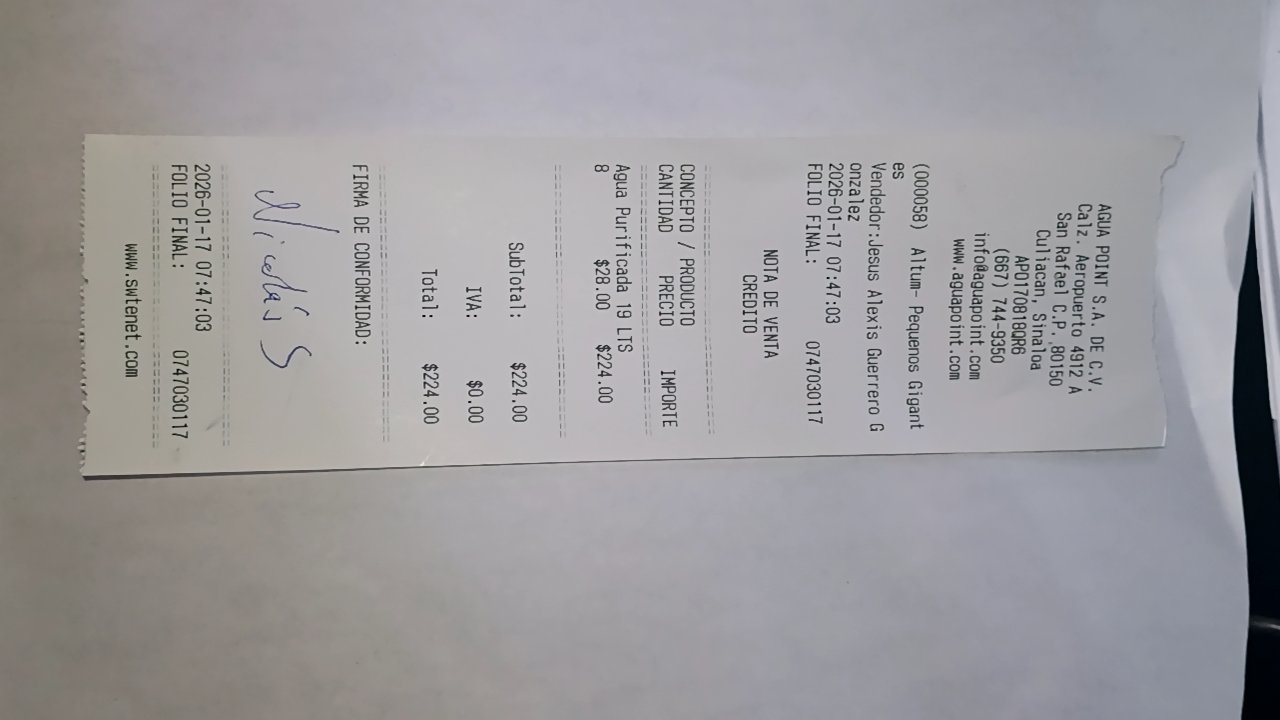 AGUA POINT S.A. DE C.V.
Calz. Aeropuerto 4912 A
San Rafael C.P. 80150
Culiacan, Sinaloa
APO170818QR6
(667) 744-9350
info@aguapoint.com
www.aguapoint.com
(000058) Altum- Pequenos Gigant
es
Vendedor:Jesus Alexis Guerrero G
onzalez
2026-01-17 07:47:03
FOLIO FINAL: 0747030117
NOTA DE VENTA
CREDITO
CONCEPTO / PRODUCTO
CANTIDAD PRECIO IMPORTE
Agua Purificada 19 LTS
8 $28.00 $224.00
SubTotal: $224.00
IVA: $0.00
Total: $224.00
FIRMA DE CONFORMIDAD:
Nicolás S
2026-01-17 07:47:03
FOLIO FINAL: 0747030117
www.swtenet.com